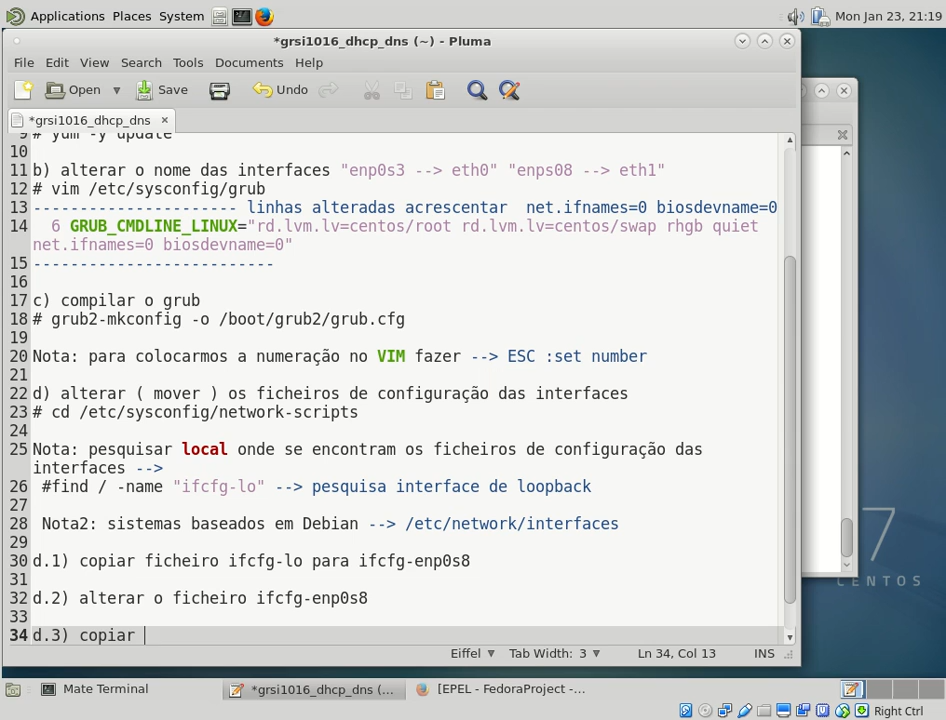 Applications Places System
Mon Jan 23, 21:19
*grsi1016_dhcp_dns (~) - Pluma
File Edit View Search Tools Documents Help
Open Save Undo
*grsi1016_dhcp_dns ×
9 # yum -y update
10
11 b) alterar o nome das interfaces "enp0s3 --> eth0" "enps08 --> eth1"
12 # vim /etc/sysconfig/grub
13 ---------------------- linhas alteradas acrescentar  net.ifnames=0 biosdevname=0
14   6 GRUB_CMDLINE_LINUX="rd.lvm.lv=centos/root rd.lvm.lv=centos/swap rhgb quiet
net.ifnames=0 biosdevname=0"
15 --------------------------
16
17 c) compilar o grub
18 # grub2-mkconfig -o /boot/grub2/grub.cfg
19
20 Nota: para colocarmos a numeração no VIM fazer --> ESC :set number
21
22 d) alterar ( mover ) os ficheiros de configuração das interfaces
23 # cd /etc/sysconfig/network-scripts
24
25 Nota: pesquisar local onde se encontram os ficheiros de configuração das
interfaces -->
26  #find / -name "ifcfg-lo" --> pesquisa interface de loopback
27
28  Nota2: sistemas baseados em Debian --> /etc/network/interfaces
29
30 d.1) copiar ficheiro ifcfg-lo para ifcfg-enp0s8
31
32 d.2) alterar o ficheiro ifcfg-enp0s8
33
34 d.3) copiar
Eiffel Tab Width: 3 Ln 34, Col 13 INS
7
CENTOS
Mate Terminal
*grsi1016_dhcp_dns (~...
[EPEL - FedoraProject -...
Right Ctrl